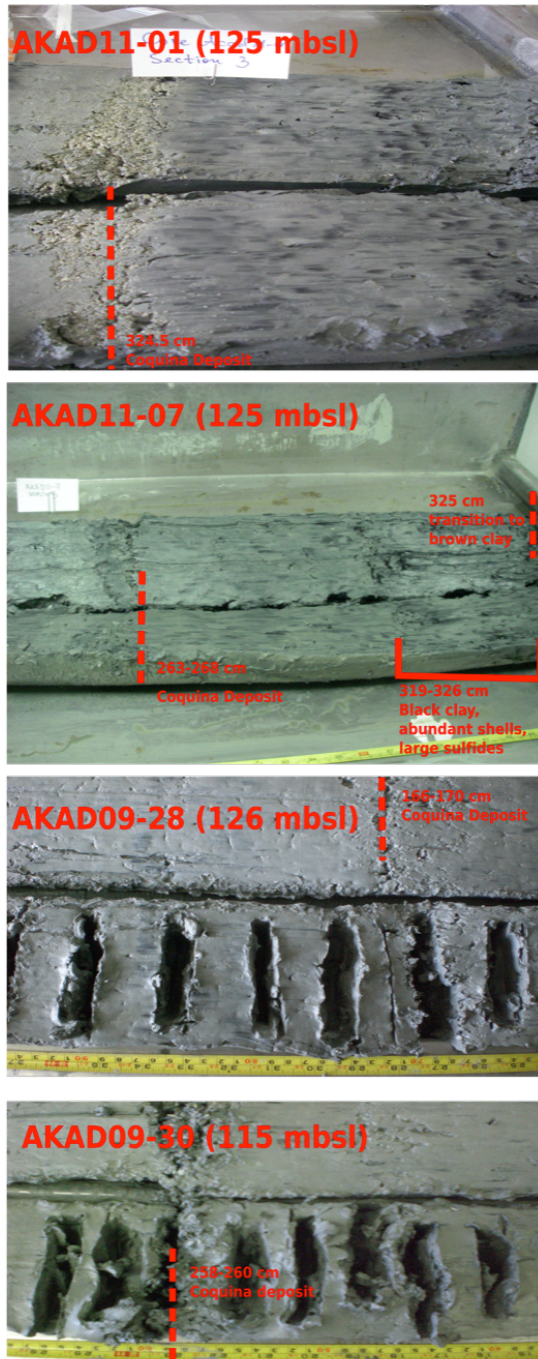 AKAD11-01 (125 mbsl)
Section 3
324.5 cm
Coquina Deposit
AKAD11-07 (125 mbsl)
325 cm
transition to
brown clay
263-268 cm
Coquina Deposit
319-326 cm
Black clay,
abundant shells,
large sulfides
AKAD09-28 (126 mbsl)
166-170 cm
Coquina Deposit
AKAD09-30 (115 mbsl)
258-260 cm
Coquina deposit